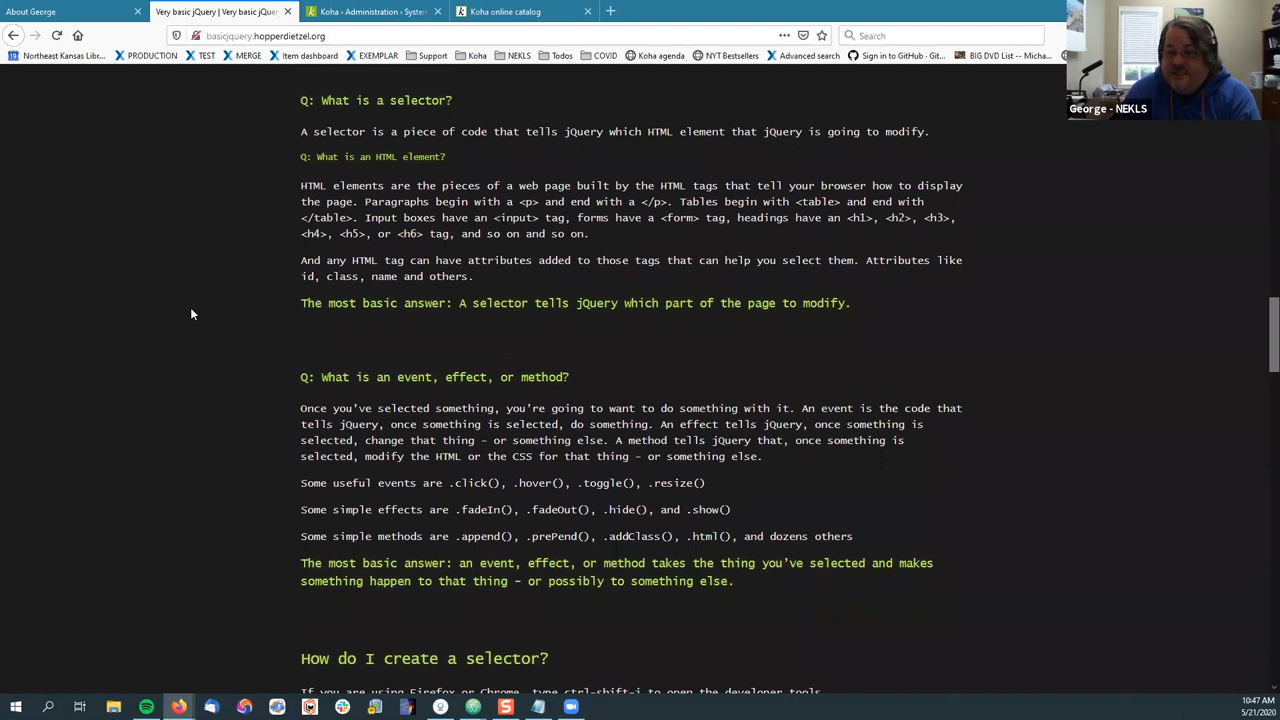 About George
Very basic jQuery | Very basic jQuer
Koha › Administration › System
Koha online catalog
basicjquery.hopperdietzel.org
Search
Northeast Kansas Libr...
PRODUCTION
TEST
MERGE
Item dashboard
EXEMPLAR
Support
Koha
NEKLS
Todos
COVID
Koha agenda
NYT Bestsellers
Advanced search
Sign in to GitHub · Git...
BIG DVD List -- Micha...
George - NEKLS
Q: What is a selector?
A selector is a piece of code that tells jQuery which HTML element that jQuery is going to modify.
Q: What is an HTML element?
HTML elements are the pieces of a web page built by the HTML tags that tell your browser how to display
the page. Paragraphs begin with a <p> and end with a </p>. Tables begin with <table> and end with
</table>. Input boxes have an <input> tag, forms have a <form> tag, headings have an <h1>, <h2>, <h3>,
<h4>, <h5>, or <h6> tag, and so on and so on.
And any HTML tag can have attributes added to those tags that can help you select them. Attributes like
id, class, name and others.
The most basic answer: A selector tells jQuery which part of the page to modify.
Q: What is an event, effect, or method?
Once you've selected something, you're going to want to do something with it. An event is the code that
tells jQuery, once something is selected, do something. An effect tells jQuery, once something is
selected, change that thing – or something else. A method tells jQuery that, once something is
selected, modify the HTML or the CSS for that thing – or something else.
Some useful events are .click(), .hover(), .toggle(), .resize()
Some simple effects are .fadeIn(), .fadeOut(), .hide(), and .show()
Some simple methods are .append(), .prePend(), .addClass(), .html(), and dozens others
The most basic answer: an event, effect, or method takes the thing you've selected and makes
something happen to that thing – or possibly to something else.
How do I create a selector?
If you are using Firefox or Chrome, type ctrl-shift-i to open the developer tools
10:47 AM
5/21/2020